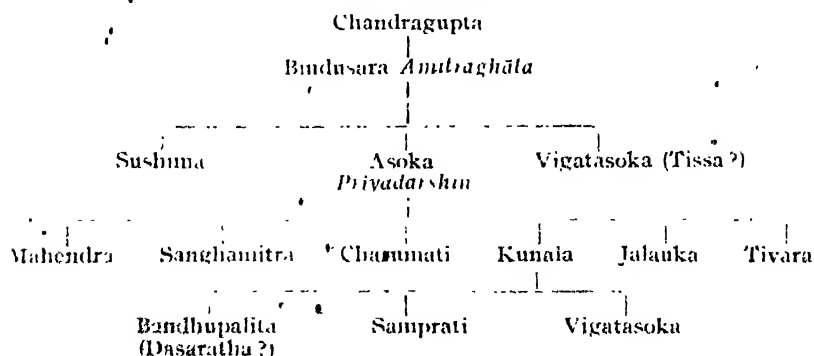 Chandragupta
Bindusara Amitraghāta
Sushima Asoka Vigatasoka (Tissa ?)
Priyadarshin
Mahendra Sanghamitra Charumati Kunala Jalauka Tivara
Bandhupalita Samprati Vigatasoka
(Dasaratha ?)